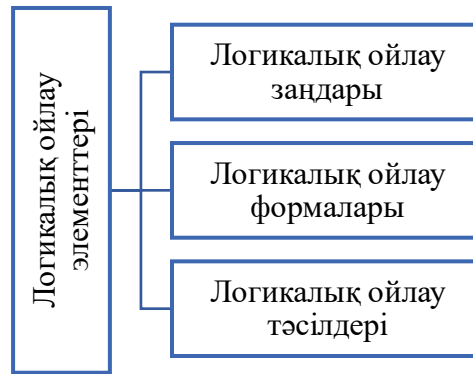 Логикалық ойлау
элементтері
Логикалық ойлау
заңдары
Логикалық ойлау
формалары
Логикалық ойлау
тәсілдері